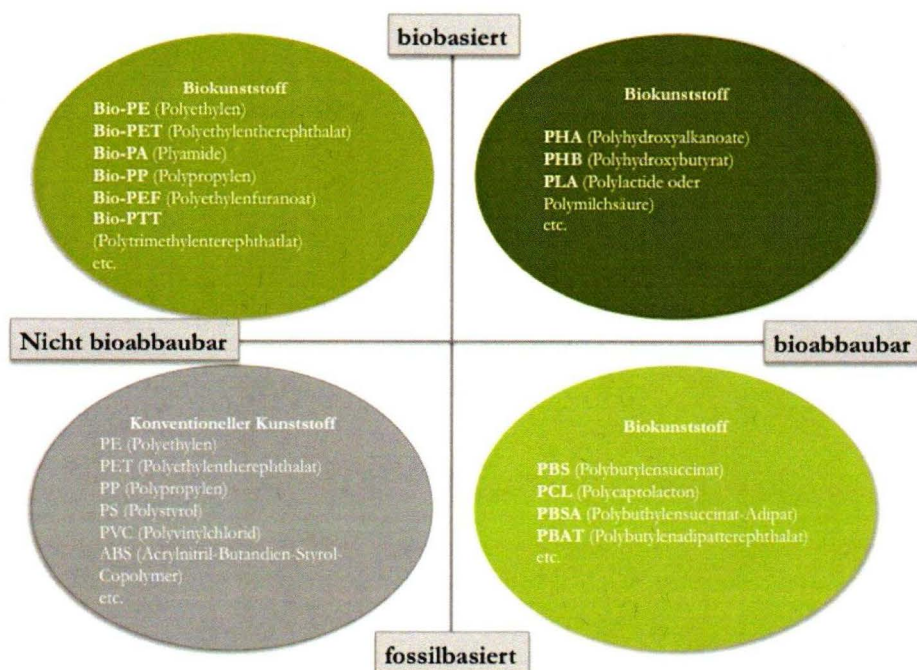 biobasiert
Biokunststoff
Bio-PE (Polyethylen)
Bio-PET (Polyethylentherephthalat)
Bio-PA (Plyamide)
Bio-PP (Polypropylen)
Bio-PEF (Polyethylenfuranoat)
Bio-PTT
(Polytrimethylenterephthatlat)
etc.
Biokunststoff
PHA (Polyhydroxyalkanoate)
PHB (Polyhydroxybutyrat)
PLA (Polylactide oder
Polymilchsäure)
etc.
Nicht bioabbaubar
bioabbaubar
Konventioneller Kunststoff
PE (Polyethylen)
PET (Polyethylentherephthalat)
PP (Polypropylen)
PS (Polystyrol)
PVC (Polyvinylchlorid)
ABS (Acrylnitril-Butandien-Styrol-
Copolymer)
etc.
Biokunststoff
PBS (Polybutylensuccinat)
PCL (Polycaprolacton)
PBSA (Polybuthylensuccinat-Adipat)
PBAT (Polybutylenadipatterephthalat)
etc.
fossilbasiert